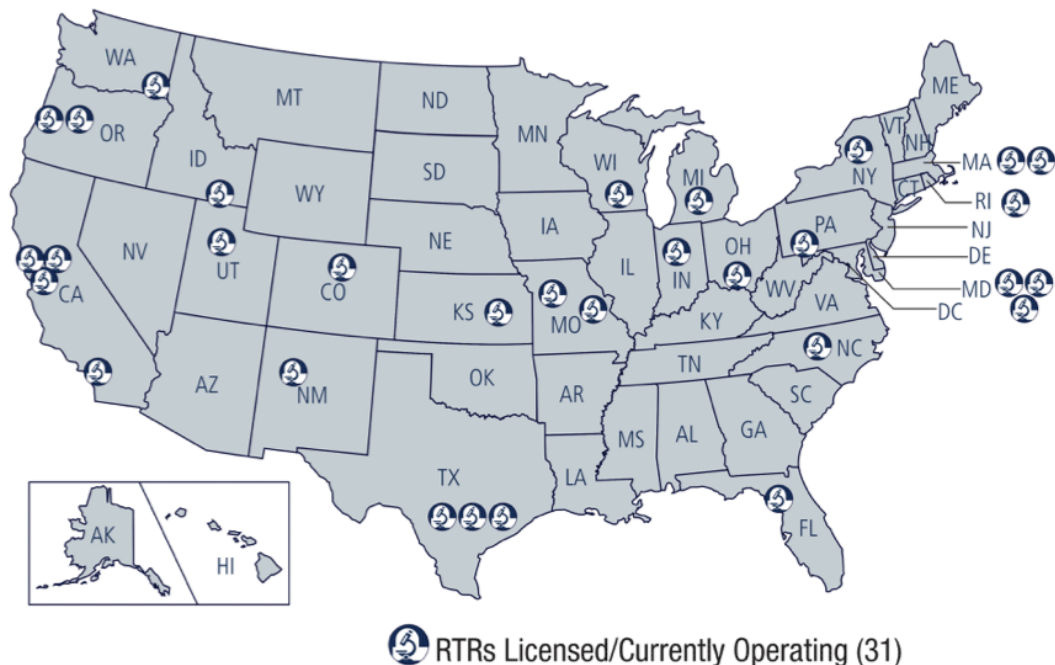 WA
ME
MT
ND
VT
MN
OR
NH
ID
WI
MA
SD
MI
NY
WY
CT
RI
PA
NJ
IA
NE
OH
DE
NV
IL
IN
UT
MD
CO
CA
WV
DC
VA
KS
MO
KY
NC
TN
OK
AZ
NM
AR
SC
MS
AL
GA
TX
LA
FL
AK
HI
RTRs Licensed/Currently Operating (31)